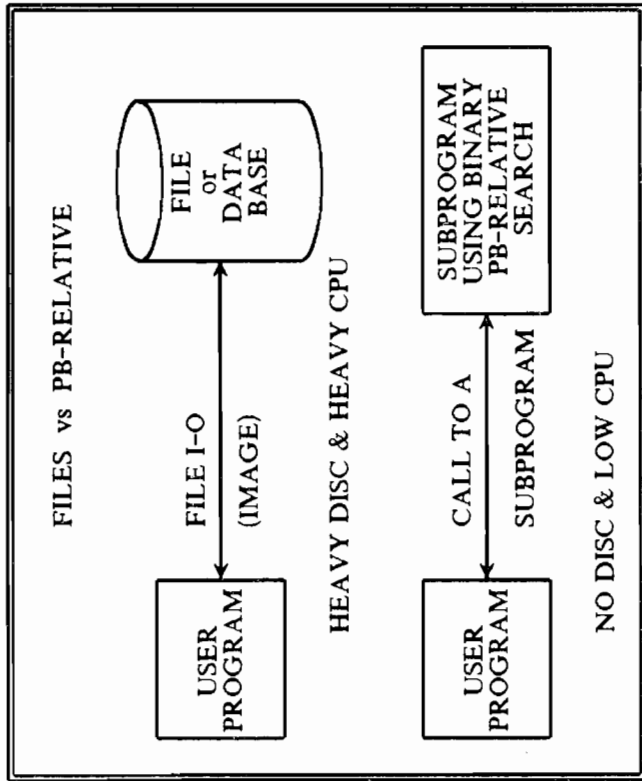 FILES vs PB-RELATIVE
USER
PROGRAM
FILE I-O
(IMAGE)
FILE
or
DATA
BASE
HEAVY DISC & HEAVY CPU
USER
PROGRAM
CALL TO A
SUBPROGRAM
SUBPROGRAM
USING BINARY
PB-RELATIVE
SEARCH
NO DISC & LOW CPU